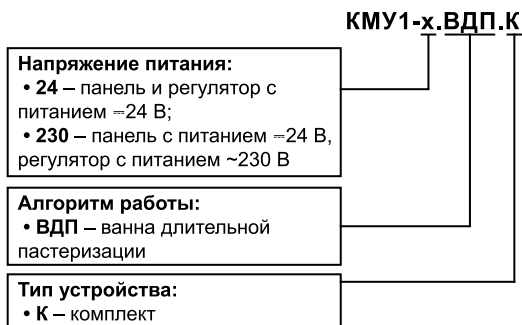 КМУ1-х.ВДП.К
Напряжение питания:
• 24 – панель и регулятор с
питанием =24 В;
• 230 – панель с питанием =24 В,
регулятор с питанием ~230 В
Алгоритм работы:
• ВДП – ванна длительной
пастеризации
Тип устройства:
• К – комплект